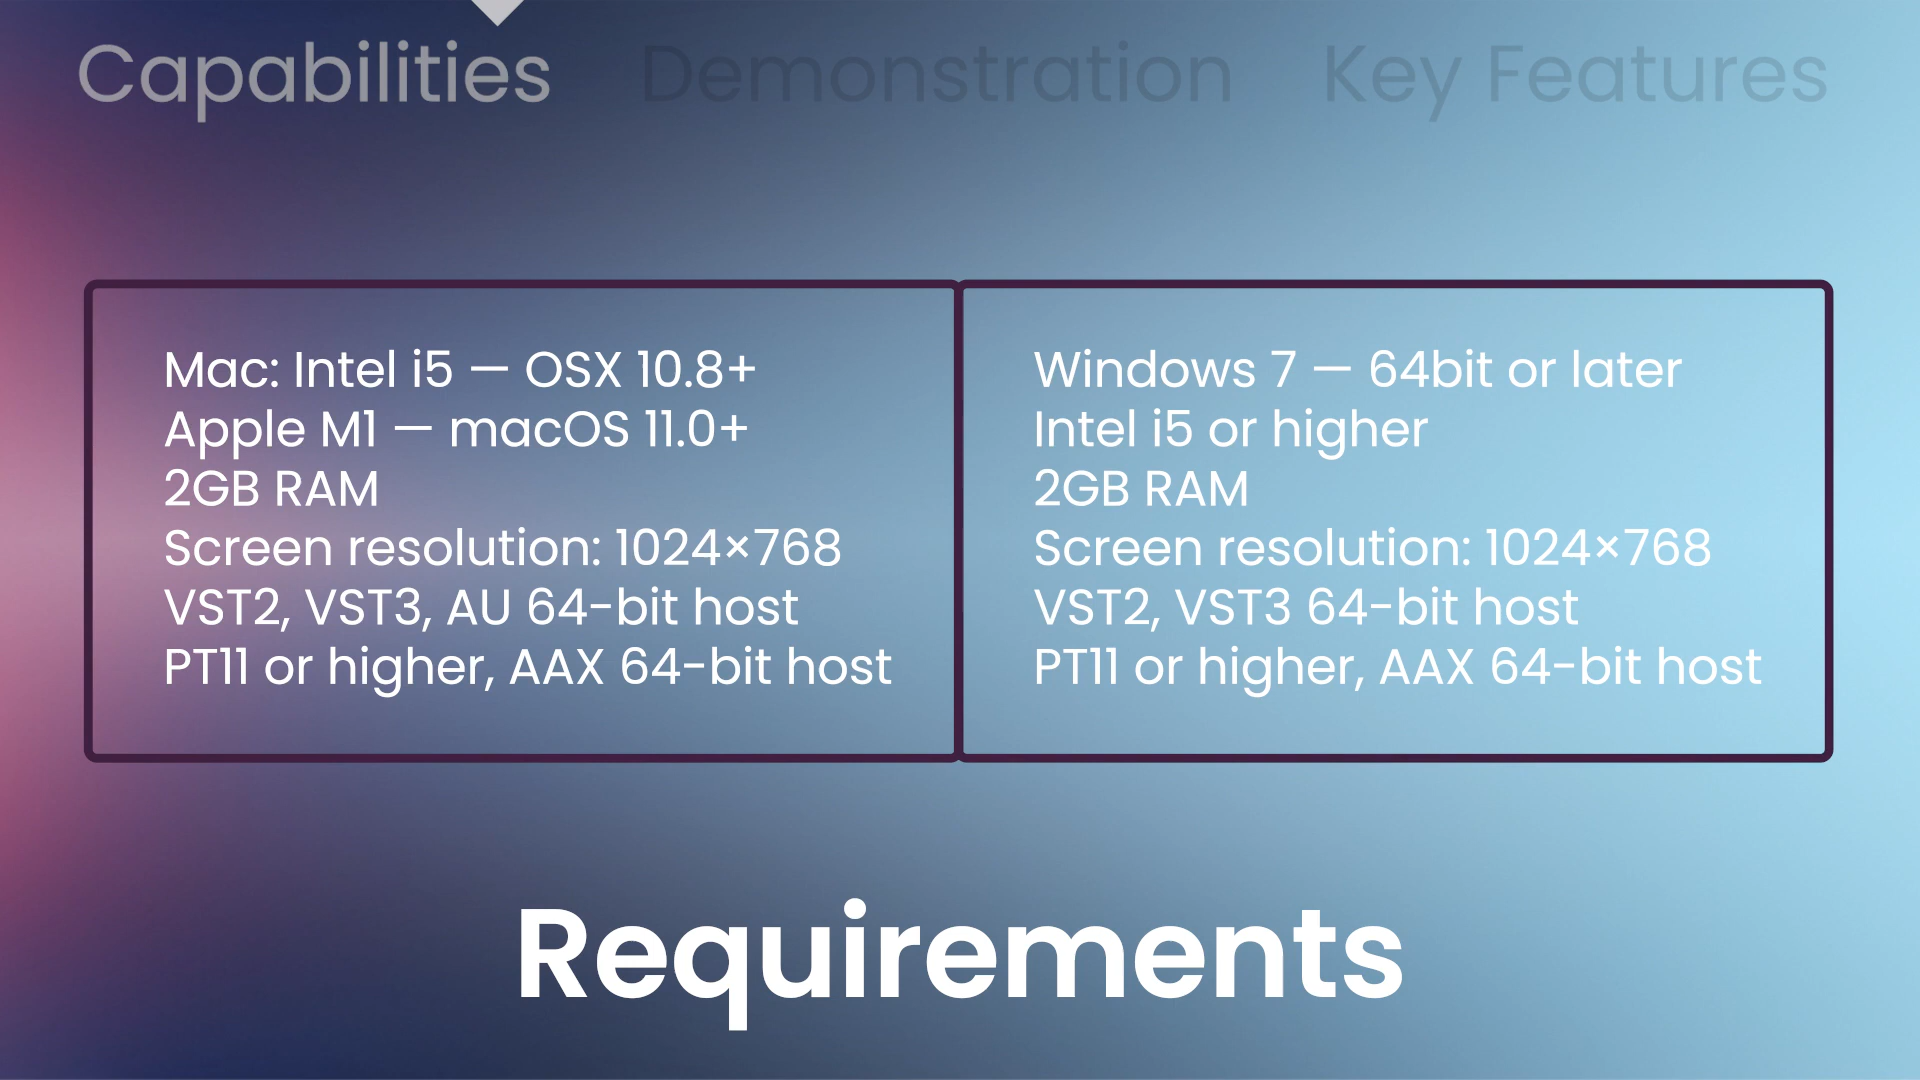 Capabilities Demonstration Key Features
Mac: Intel i5 — OSX 10.8+
Apple M1 — macOS 11.0+
2GB RAM
Screen resolution: 1024×768
VST2, VST3, AU 64-bit host
PT11 or higher, AAX 64-bit host
Windows 7 — 64bit or later
Intel i5 or higher
2GB RAM
Screen resolution: 1024×768
VST2, VST3 64-bit host
PT11 or higher, AAX 64-bit host
Requirements